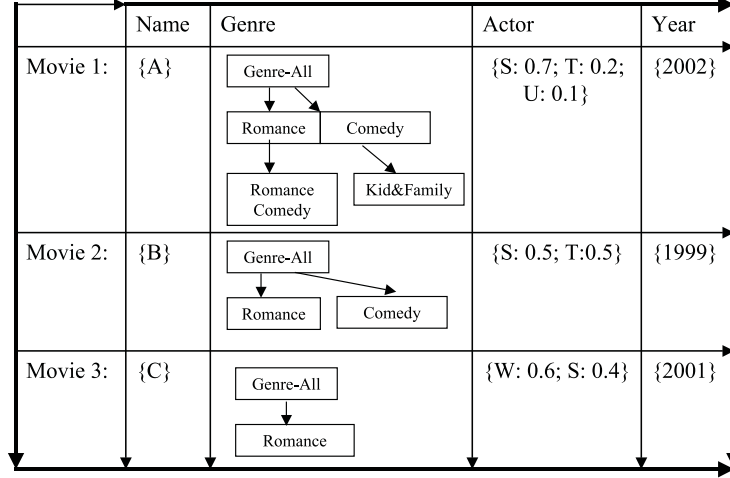 Name Genre Actor Year
Movie 1: {A} Genre-All {S: 0.7; T: 0.2; {2002}
U: 0.1}
Romance Comedy
Romance Kid&Family
Comedy
Movie 2: {B} Genre-All {S: 0.5; T:0.5} {1999}
Romance Comedy
Movie 3: {C} Genre-All {W: 0.6; S: 0.4} {2001}
Romance